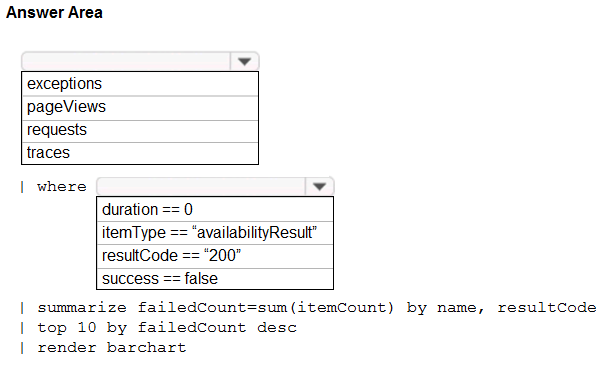 Answer Area
exceptions
pageViews
requests
traces
| where
duration == 0
itemType == “availabilityResult”
resultCode == “200”
success == false
| summarize failedCount=sum(itemCount) by name, resultCode
| top 10 by failedCount desc
| render barchart